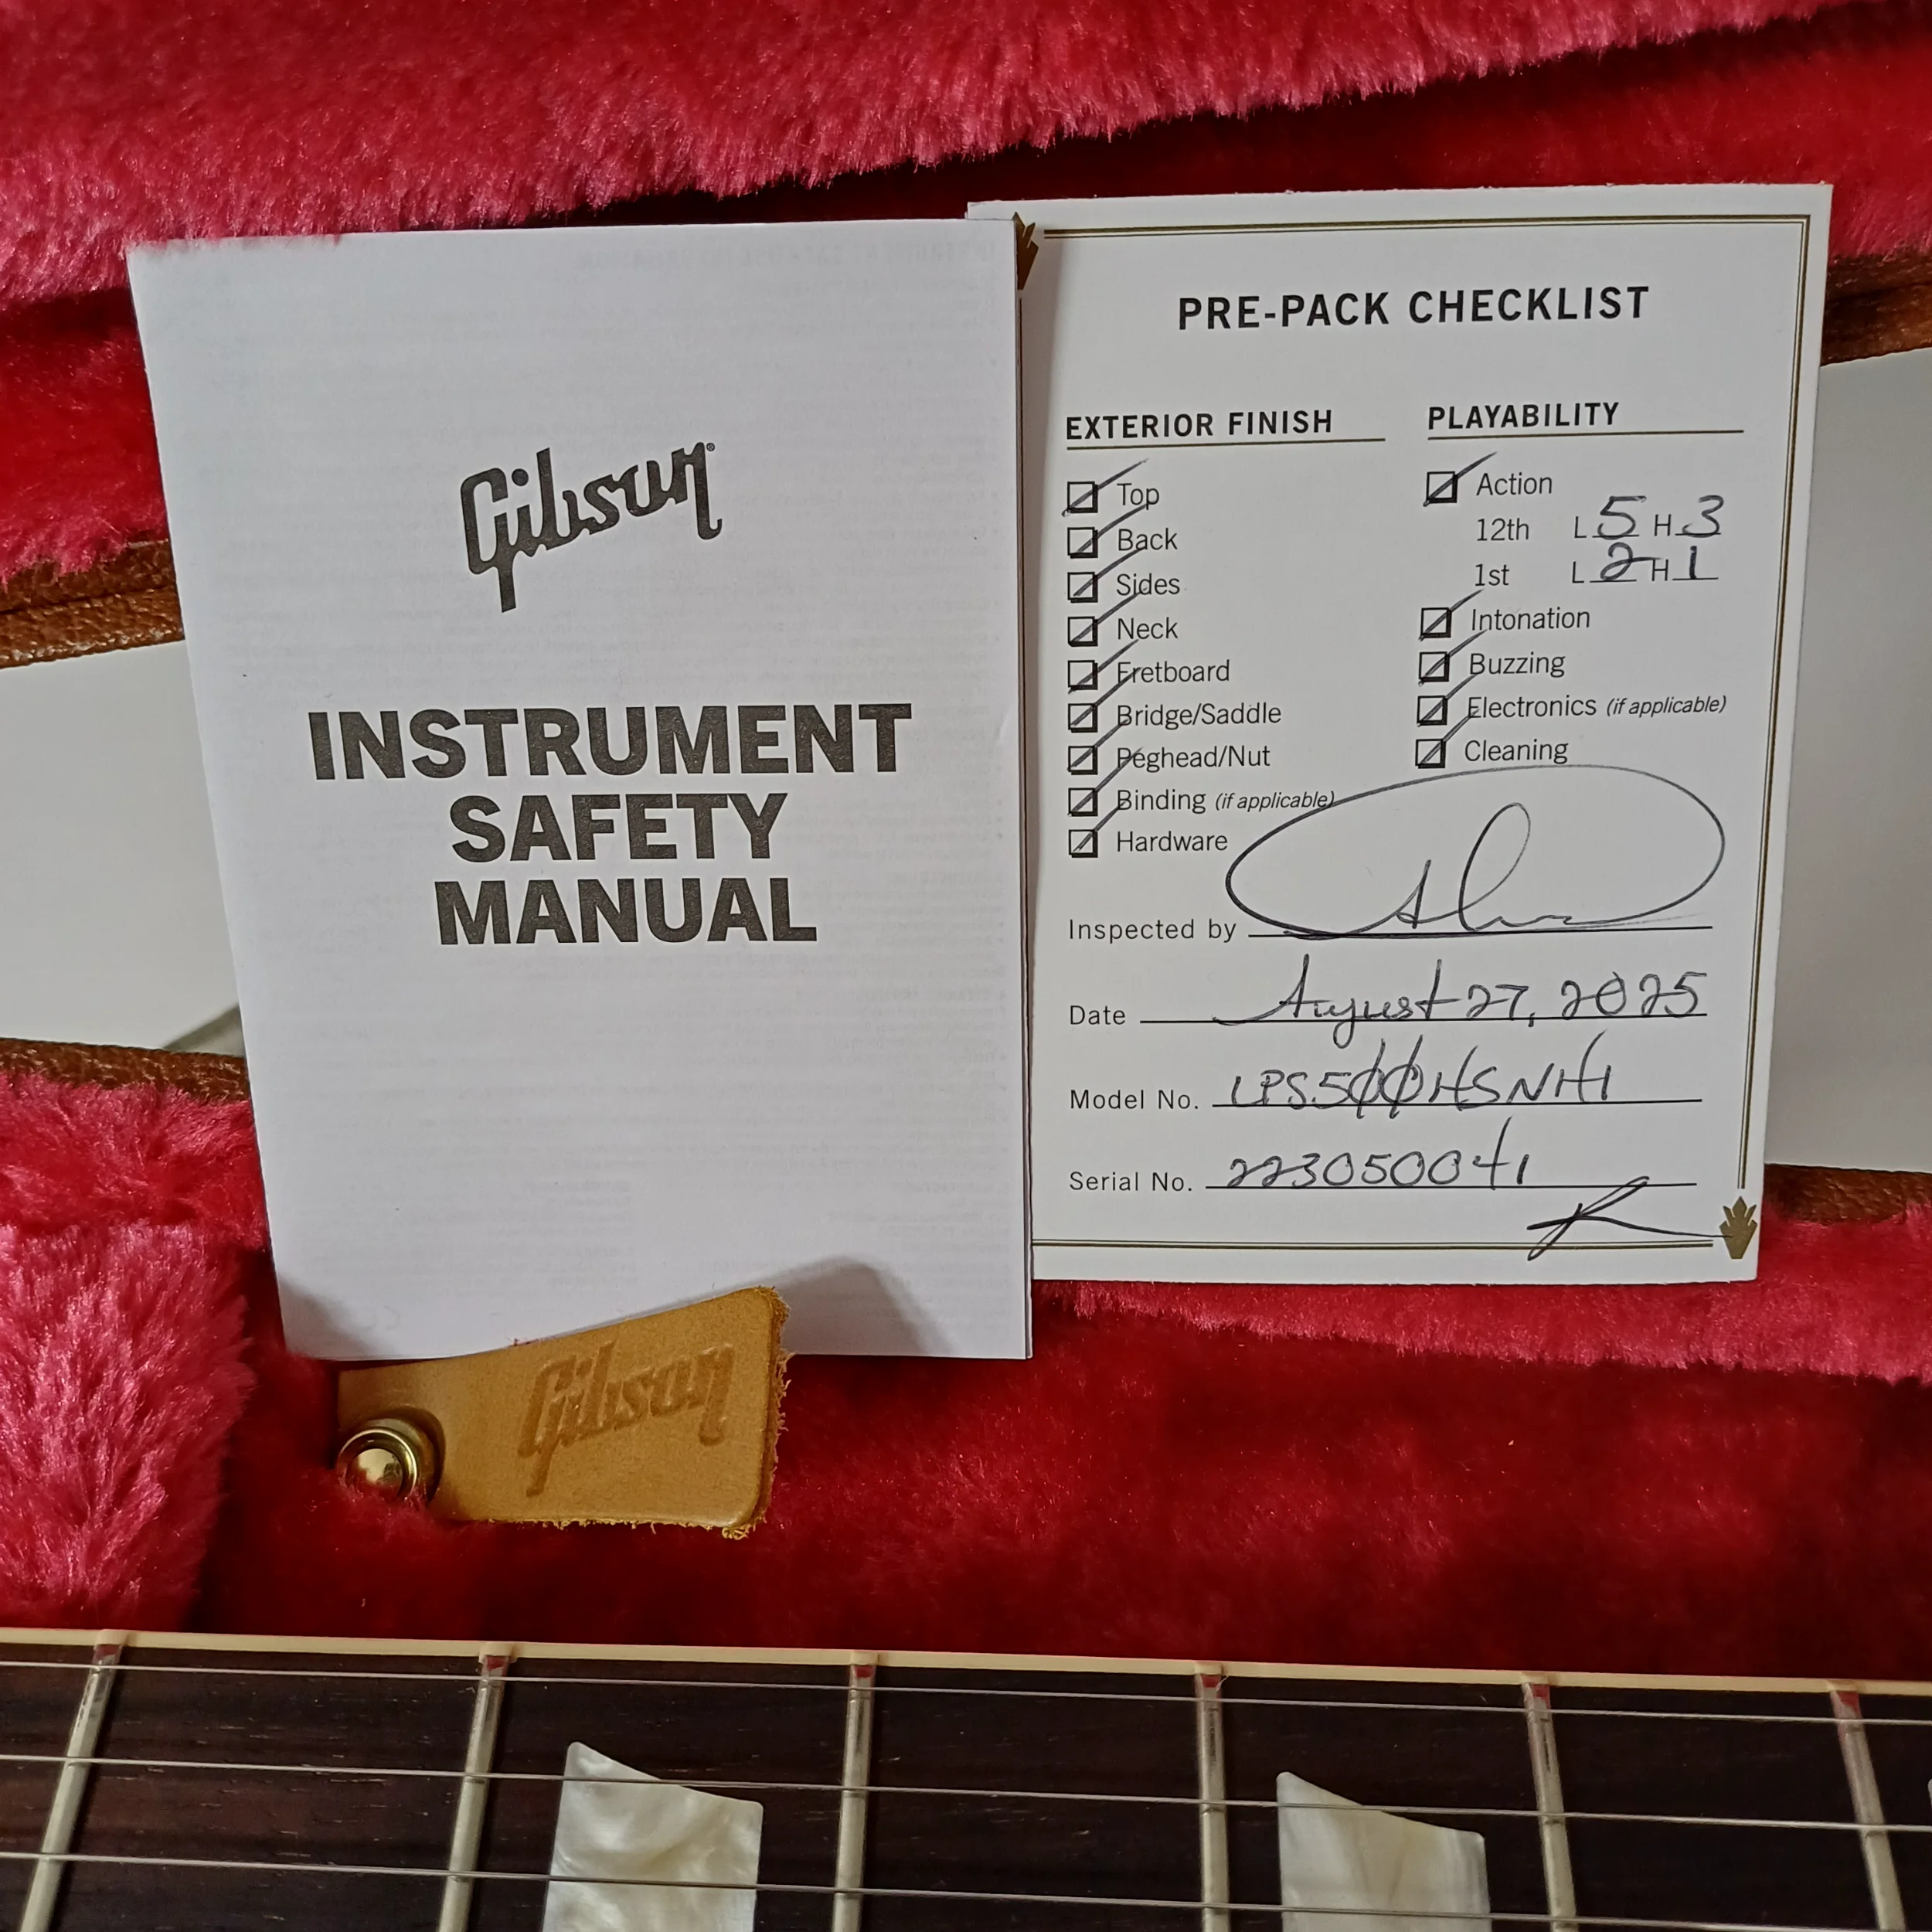 Gibson
INSTRUMENT
SAFETY
MANUAL
PRE-PACK CHECKLIST
EXTERIOR FINISH
Top
Back
Sides
Neck
Fretboard
Bridge/Saddle
Peghead/Nut
Binding (if applicable)
Hardware
PLAYABILITY
Action
12th L 5 H 3
1st L 2 H 1
Intonation
Buzzing
Electronics (if applicable)
Cleaning
Inspected by
Date August 27, 2025
Model No. LPS500HSNH1
Serial No. 223050041
Gibson